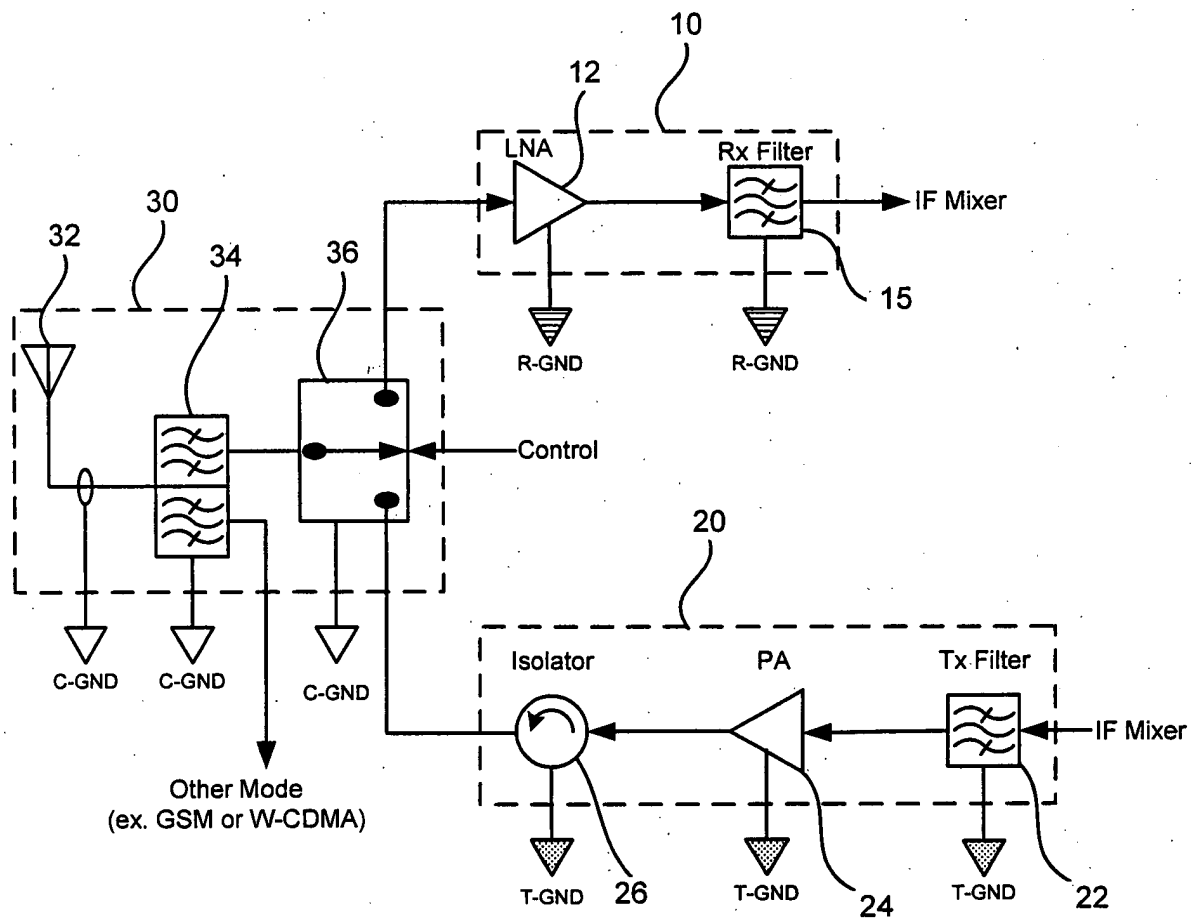 10
12
LNA
Rx Filter
IF Mixer
15
R-GND
R-GND
30
32
34
36
Control
C-GND
C-GND
C-GND
Other Mode
(ex. GSM or W-CDMA)
20
Isolator
PA
Tx Filter
IF Mixer
T-GND
26
T-GND
24
T-GND
22